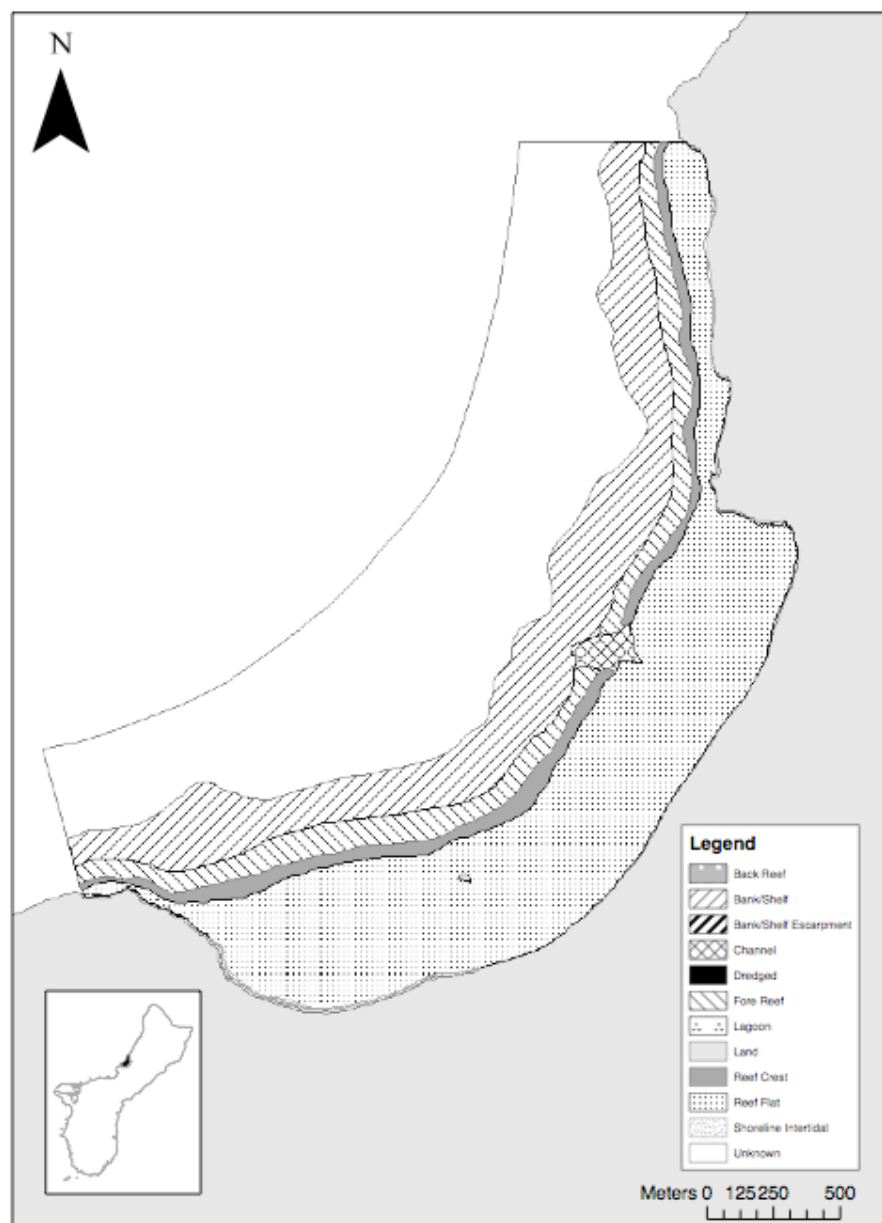 N
Legend
Back Reef
Bank/Shelf
Bank/Shelf Escarpment
Channel
Dredged
Fore Reef
Lagoon
Land
Reef Crest
Reef Flat
Shoreline Intertidal
Unknown
Meters 0 125 250 500